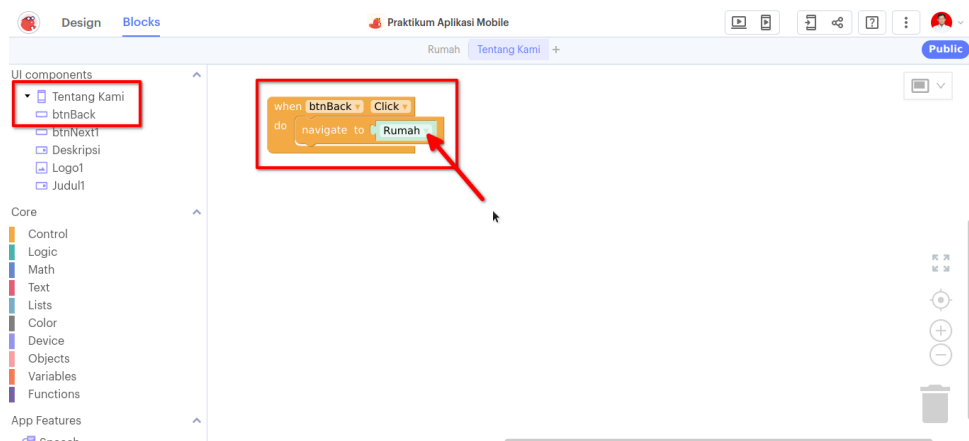 Design Blocks Praktikum Aplikasi Mobile
Rumah Tentang Kami + Public
UI components
Tentang Kami
btnBack
btnNext1
Deskripsi
Logo1
Judul1
when btnBack Click
do navigate to Rumah
Core
Control
Logic
Math
Text
Lists
Color
Device
Objects
Variables
Functions
App Features